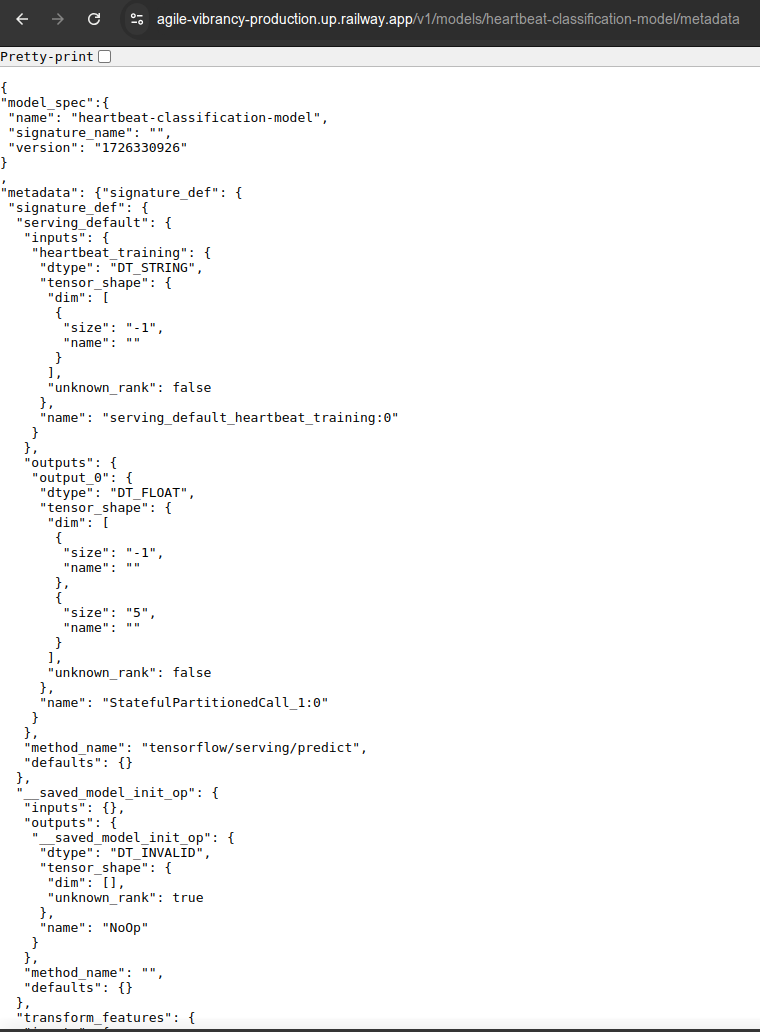 agile-vibrancy-production.up.railway.app/v1/models/heartbeat-classification-model/metadata
Pretty-print
{
"model_spec":{
 "name": "heartbeat-classification-model",
 "signature_name": "",
 "version": "1726330926"
}
,
"metadata": {"signature_def": {
 "signature_def": {
  "serving_default": {
   "inputs": {
    "heartbeat_training": {
     "dtype": "DT_STRING",
     "tensor_shape": {
      "dim": [
       {
        "size": "-1",
        "name": ""
       }
      ],
      "unknown_rank": false
     },
     "name": "serving_default_heartbeat_training:0"
    }
   },
   "outputs": {
    "output_0": {
     "dtype": "DT_FLOAT",
     "tensor_shape": {
      "dim": [
       {
        "size": "-1",
        "name": ""
       },
       {
        "size": "5",
        "name": ""
       }
      ],
      "unknown_rank": false
     },
     "name": "StatefulPartitionedCall_1:0"
    }
   },
   "method_name": "tensorflow/serving/predict",
   "defaults": {}
  },
  "__saved_model_init_op": {
   "inputs": {},
   "outputs": {
    "__saved_model_init_op": {
     "dtype": "DT_INVALID",
     "tensor_shape": {
      "dim": [],
      "unknown_rank": true
     },
     "name": "NoOp"
    }
   },
   "method_name": "",
   "defaults": {}
  },
  "transform_features": {